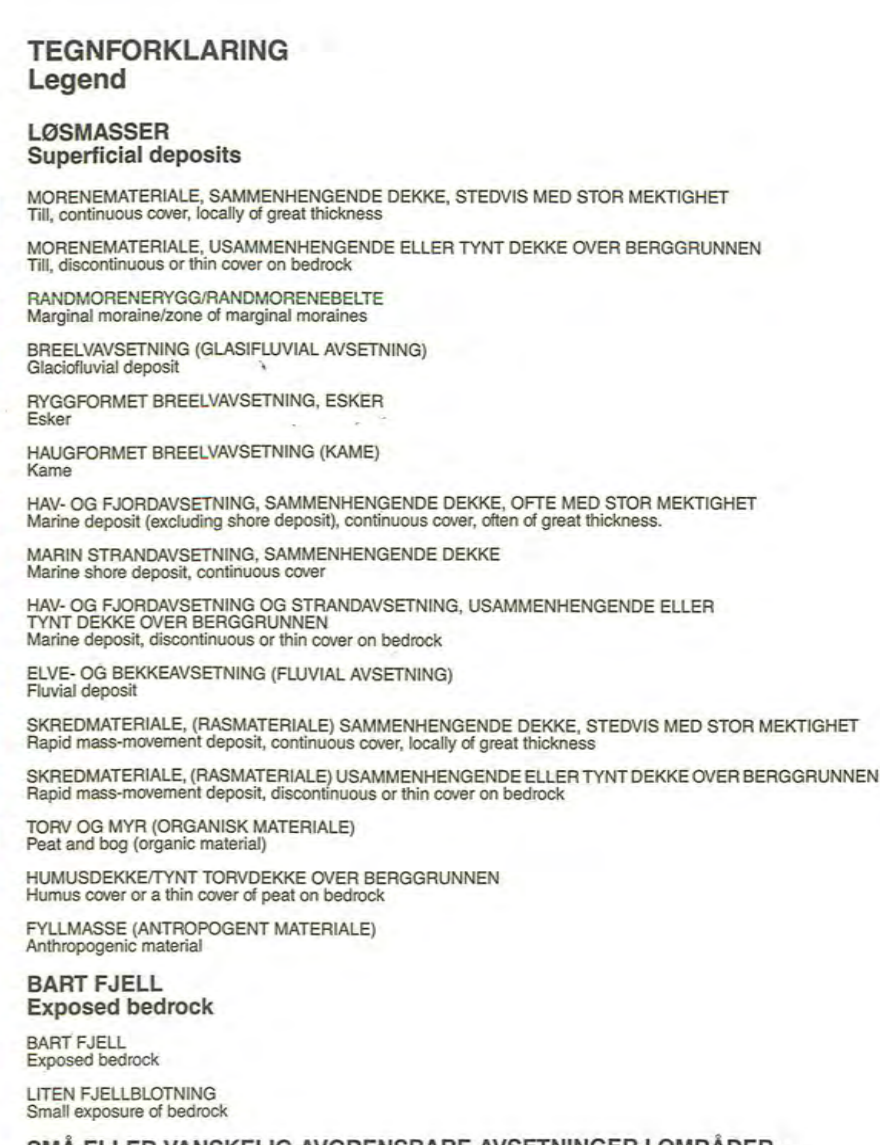 TEGNFORKLARING
Legend
LØSMASSER
Superficial deposits
MORENEMATERIALE, SAMMENHENGENDE DEKKE, STEDVIS MED STOR MEKTIGHET
Till, continuous cover, locally of great thickness
MORENEMATERIALE, USAMMENHENGENDE ELLER TYNT DEKKE OVER BERGGRUNNEN
Till, discontinuous or thin cover on bedrock
RANDMORENERYGG/RANDMORENEBELTE
Marginal moraine/zone of marginal moraines
BREELVAVSETNING (GLASIFLUVIAL AVSETNING)
Glaciofluvial deposit
RYGGFORMET BREELVAVSETNING, ESKER
Esker
HAUGFORMET BREELVAVSETNING (KAME)
Kame
HAV- OG FJORDAVSETNING, SAMMENHENGENDE DEKKE, OFTE MED STOR MEKTIGHET
Marine deposit (excluding shore deposit), continuous cover, often of great thickness.
MARIN STRANDAVSETNING, SAMMENHENGENDE DEKKE
Marine shore deposit, continuous cover
HAV- OG FJORDAVSETNING OG STRANDAVSETNING, USAMMENHENGENDE ELLER
TYNT DEKKE OVER BERGGRUNNEN
Marine deposit, discontinuous or thin cover on bedrock
ELVE- OG BEKKEAVSETNING (FLUVIAL AVSETNING)
Fluvial deposit
SKREDMATERIALE, (RASMATERIALE) SAMMENHENGENDE DEKKE, STEDVIS MED STOR MEKTIGHET
Rapid mass-movement deposit, continuous cover, locally of great thickness
SKREDMATERIALE, (RASMATERIALE) USAMMENHENGENDE ELLER TYNT DEKKE OVER BERGGRUNNEN
Rapid mass-movement deposit, discontinuous or thin cover on bedrock
TORV OG MYR (ORGANISK MATERIALE)
Peat and bog (organic material)
HUMUSDEKKE/TYNT TORVDEKKE OVER BERGGRUNNEN
Humus cover or a thin cover of peat on bedrock
FYLLMASSE (ANTROPOGENT MATERIALE)
Anthropogenic material
BART FJELL
Exposed bedrock
BART FJELL
Exposed bedrock
LITEN FJELLBLOTNING
Small exposure of bedrock
SMÅ ELLER VANSKELIG AVGRENSBARE AVSETNINGER I OMRÅDER